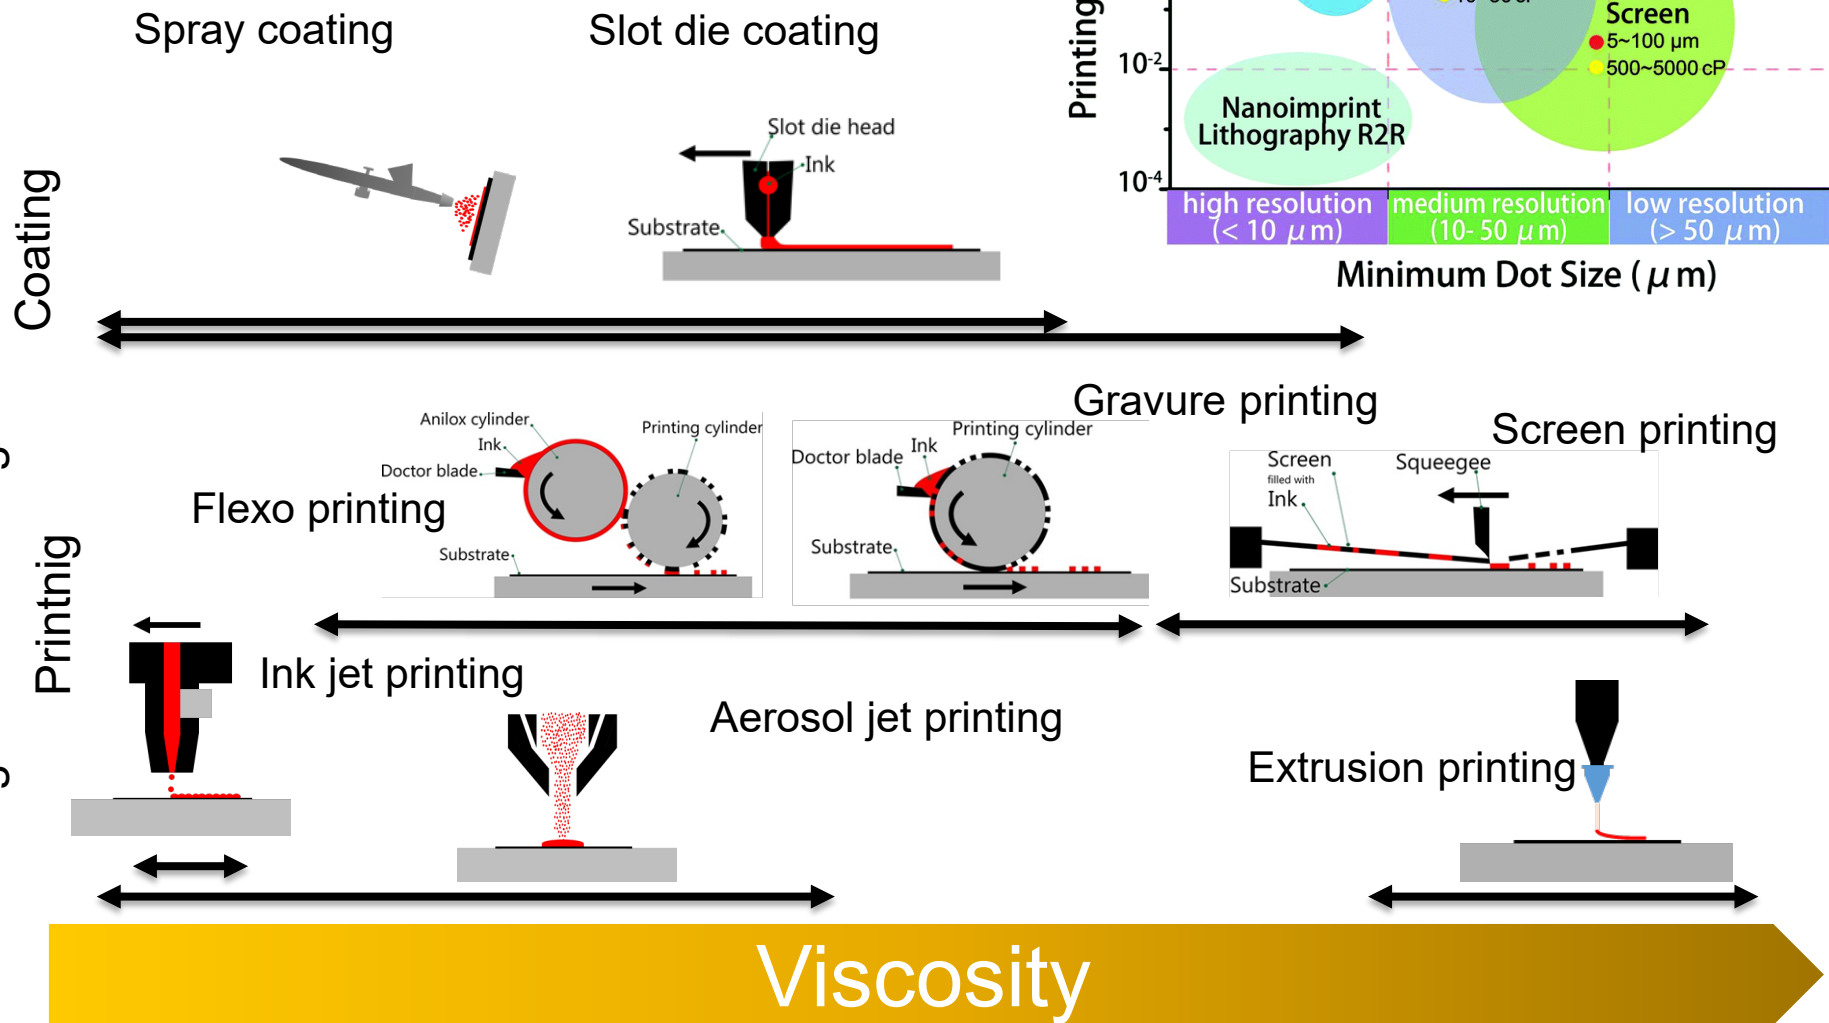 Spray coating
Slot die coating
Slot die head
Ink
Substrate
Coating
Printing
Screen
5~100 µm
500~5000 cP
10⁻²
Nanoimprint
Lithography R2R
10⁻⁴
high resolution
(< 10 µm)
medium resolution
(10- 50 µm)
low resolution
(> 50 µm)
Minimum Dot Size (µm)
Flexo printing
Anilox cylinder
Ink
Doctor blade
Printing cylinder
Substrate
Gravure printing
Printing cylinder
Ink
Doctor blade
Substrate
Screen printing
Screen
filled with
Ink
Squeegee
Substrate
Printnig
Ink jet printing
Aerosol jet printing
Extrusion printing
Viscosity